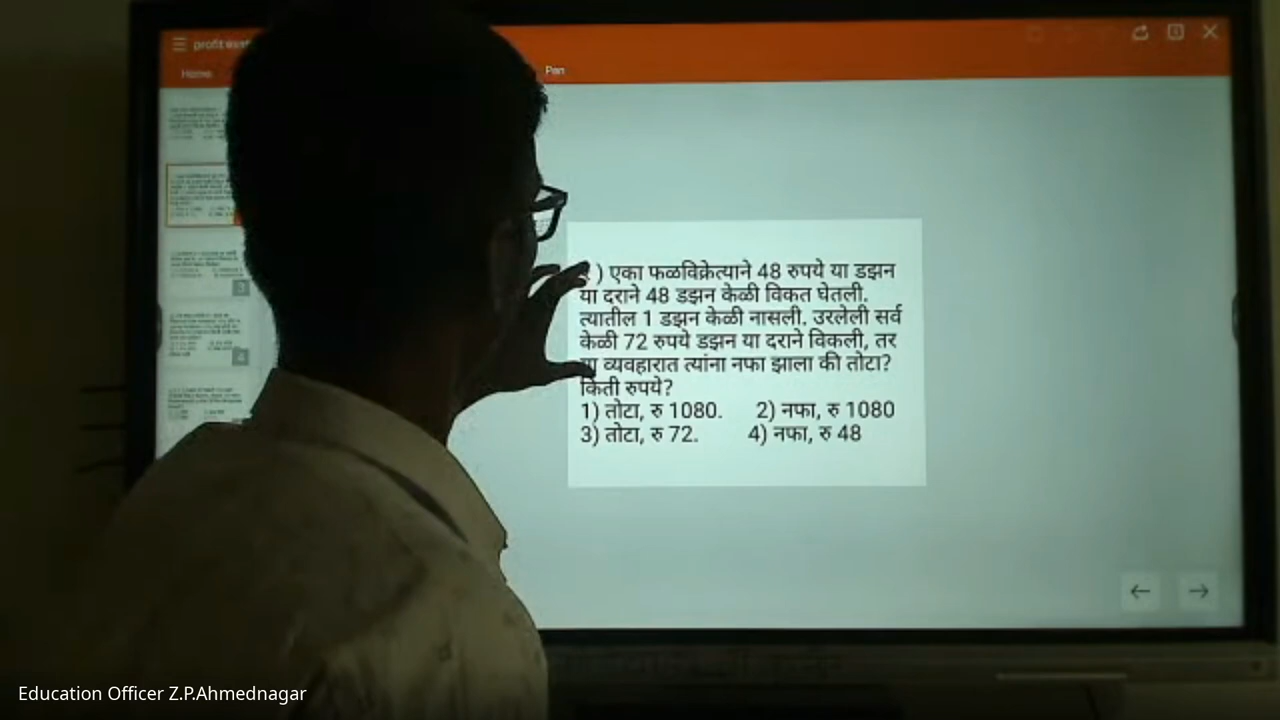 Home
Pen
) एका फळविक्रेत्याने 48 रुपये या डझन
या दराने 48 डझन केळी विकत घेतली.
त्यातील 1 डझन केळी नासली. उरलेली सर्व
केळी 72 रुपये डझन या दराने विकली, तर
या व्यवहारात त्यांना नफा झाला की तोटा?
किती रुपये?
1) तोटा, रु 1080. 2) नफा, रु 1080
3) तोटा, रु 72. 4) नफा, रु 48
3
4
Education Officer Z.P.Ahmednagar